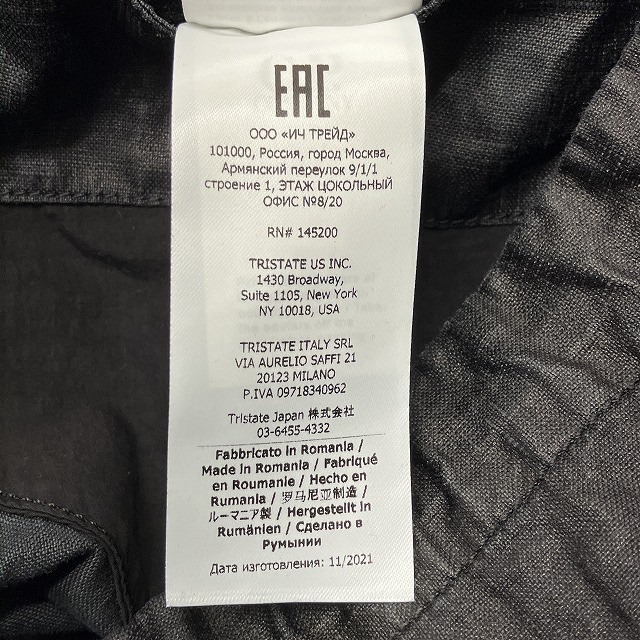 EAC
ООО «ИЧ ТРЕЙД»
101000, Россия, город Москва,
Армянский переулок 9/1/1
строение 1, ЭТАЖ ЦОКОЛЬНЫЙ
ОФИС №8/20
RN# 145200
TRISTATE US INC.
1430 Broadway,
Suite 1105, New York
NY 10018, USA
TRISTATE ITALY SRL
VIA AURELIO SAFFI 21
20123 MILANO
P.IVA 09718340962
Tristate Japan 株式会社
03-6455-4332
Fabbricato in Romania /
Made in Romania / Fabriqué
en Roumanie / Hecho en
Rumania / 罗马尼亚制造 /
ルーマニア製 / Hergestellt in
Rumänien / Сделано в
Румынии
Дата изготовления: 11/2021